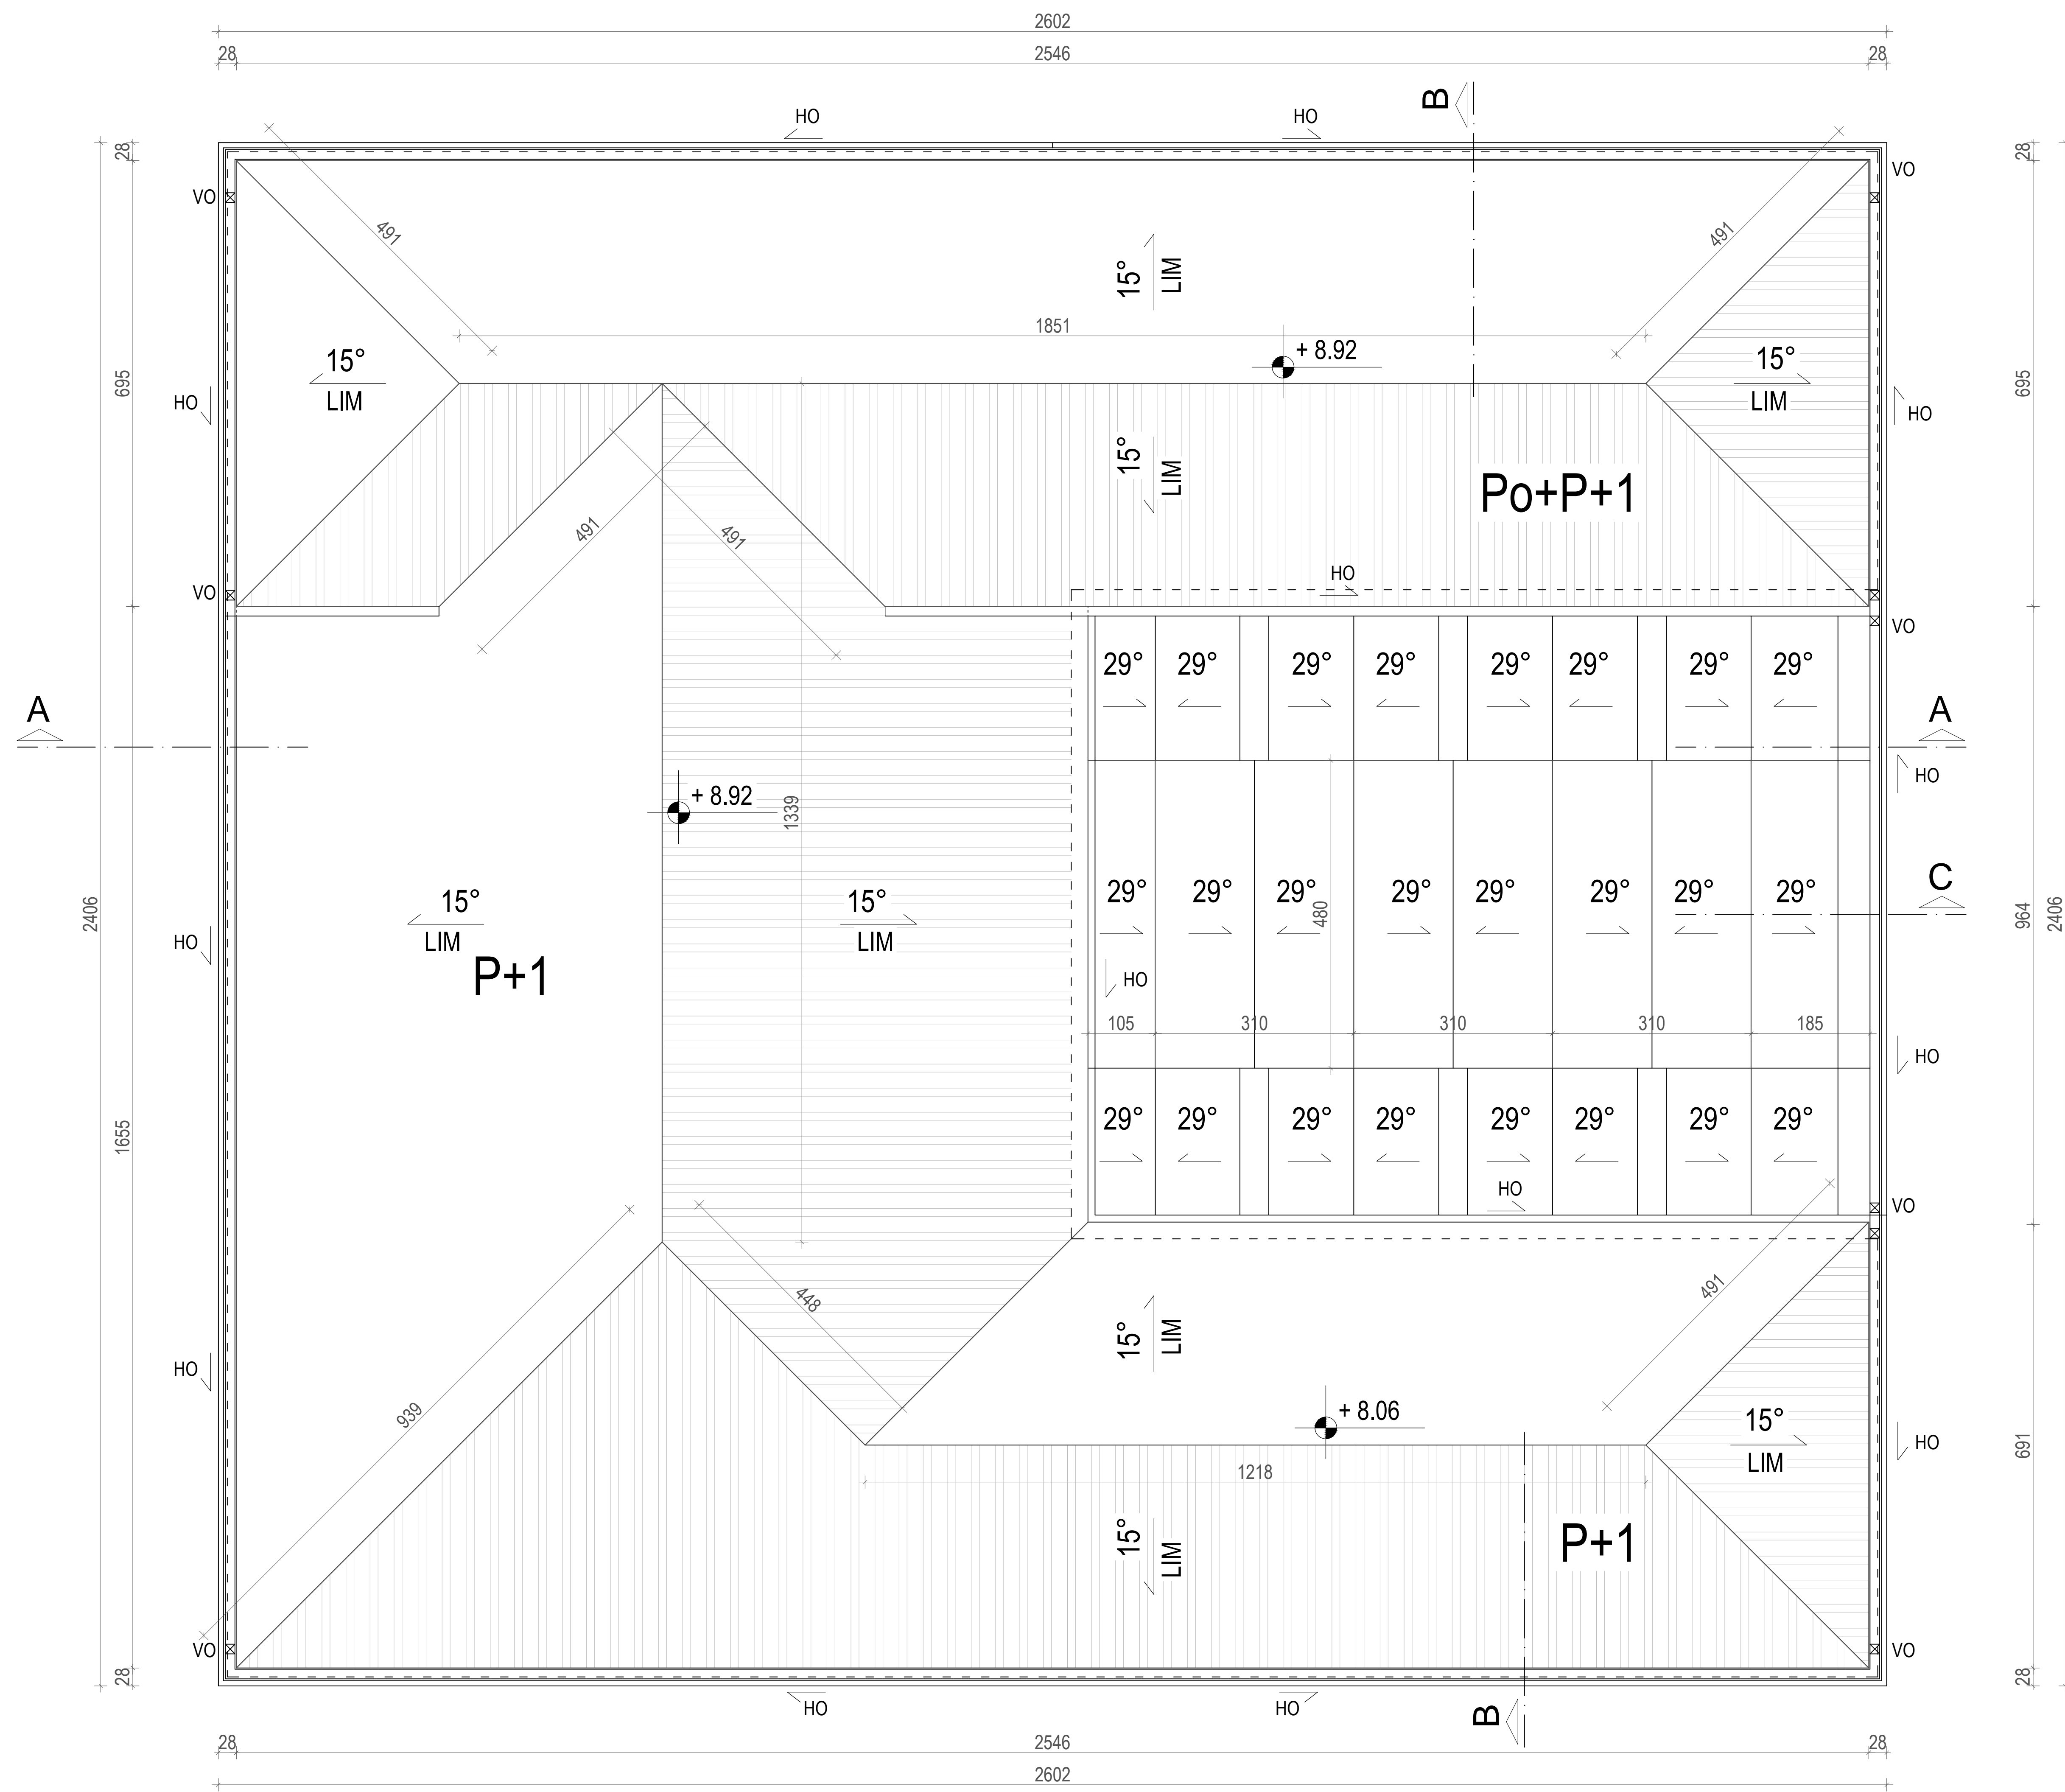 2602
28 2546 28
B
HO HO
28 28
VO VO
491 491
15° LIM
1851
+ 8.92
15° LIM 15° LIM
695 695
HO HO
15° LIM
Po+P+1
491 491
HO
VO VO
29° 29° 29° 29° 29° 29° 29° 29°
A A
HO
+ 8.92
1339
15° LIM 15° LIM
29° 29° 29° 29° 29° 29° 29° 29°
C
480
2406 964 2406
HO
P+1
HO
105 310 310 310 185
HO
1655
29° 29° 29° 29° 29° 29° 29° 29°
HO
VO
448 491
15° LIM
HO
939
+ 8.06
15° LIM
HO
691
1218
15° LIM
P+1
VO VO
28 28
HO HO
B
28 2546 28
2602